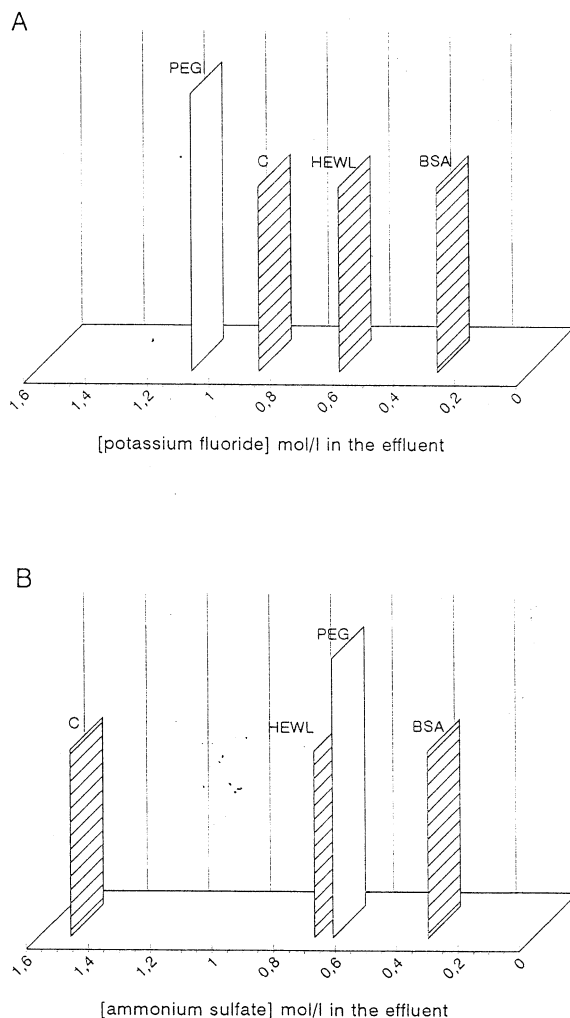 A
PEG
C HEWL BSA
1,6 1,4 1,2 1 0,8 0,6 0,4 0,2 0
[potassium fluoride] mol/l in the effluent
B
PEG
C HEWL BSA
1,6 1,4 1,2 1 0,8 0,6 0,4 0,2 0
[ammonium sulfate] mol/l in the effluent